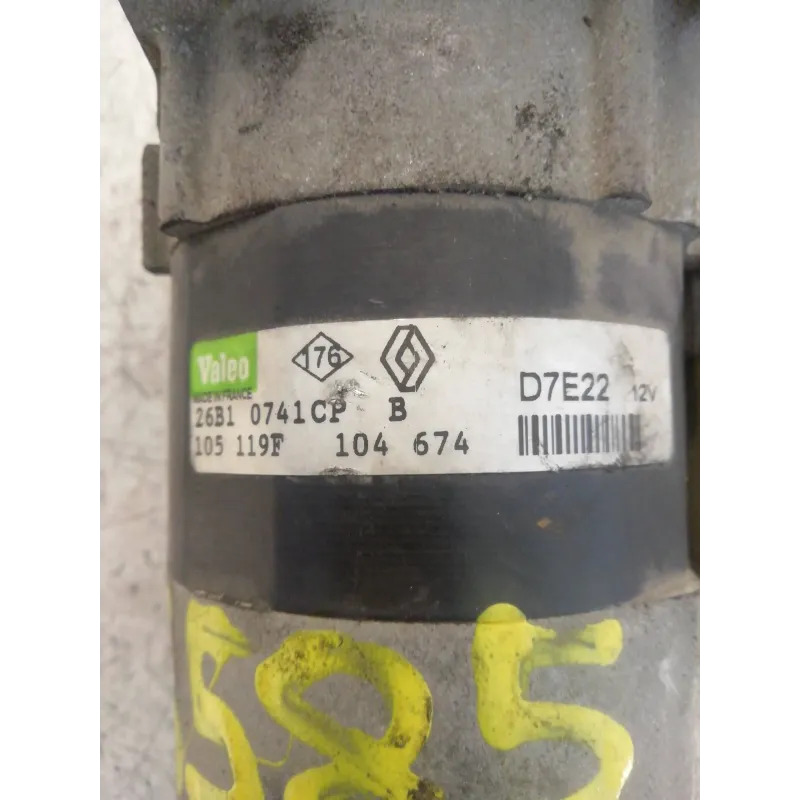 Valeo
MADE IN FRANCE
176
D7E22 12V
26B1 0741CP B
105 119F 104 674
585